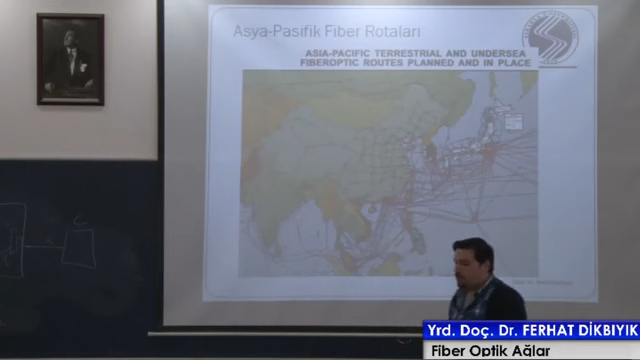 Asya-Pasifik Fiber Rotaları
ASIA-PACIFIC TERRESTRIAL AND UNDERSEA
FIBEROPTIC ROUTES PLANNED AND IN PLACE
C
Yrd. Doç. Dr. FERHAT DİKBIYIK
Fiber Optik Ağlar